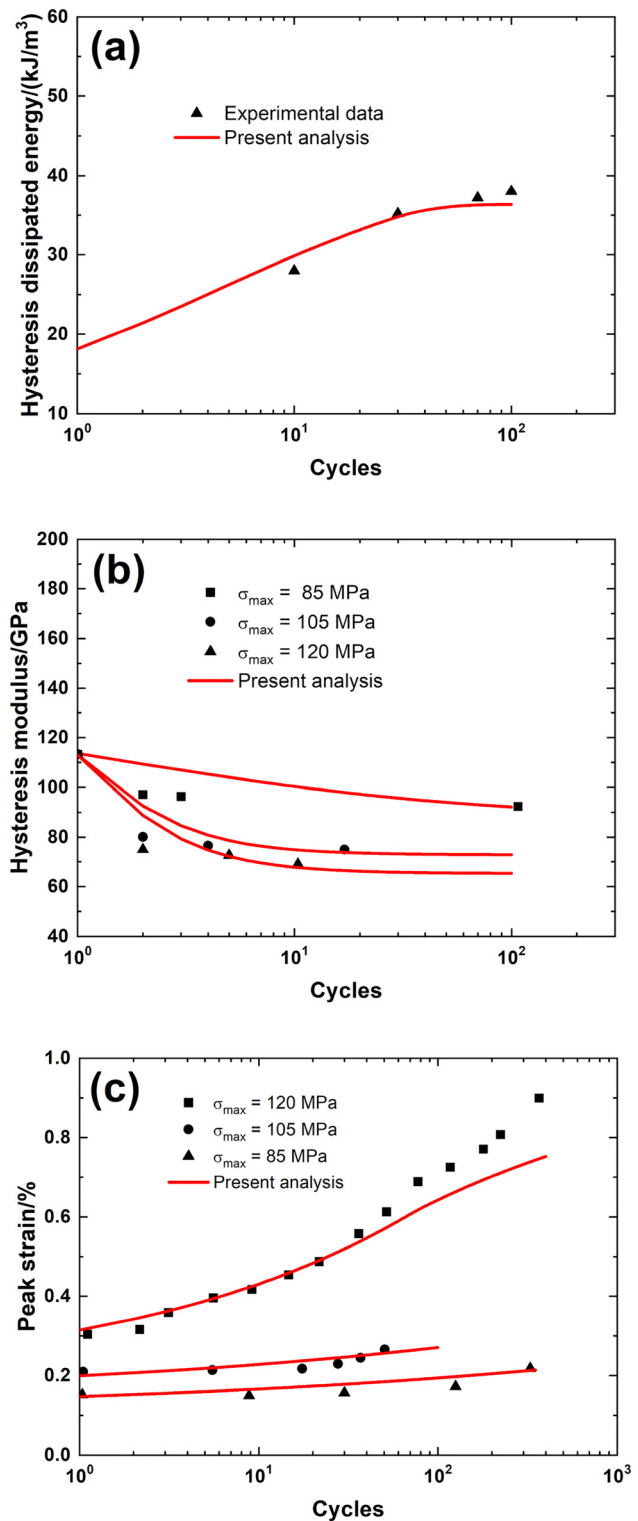 (a)
Hysteresis dissipated energy/(kJ/m³)
60
50
40
30
20
10
Experimental data
Present analysis
10⁰
10¹
10²
Cycles
(b)
Hysteresis modulus/GPa
200
180
160
140
120
100
80
60
40
σmax = 85 MPa
σmax = 105 MPa
σmax = 120 MPa
Present analysis
10⁰
10¹
10²
Cycles
(c)
Peak strain/%
1.0
0.8
0.6
0.4
0.2
0.0
σmax = 120 MPa
σmax = 105 MPa
σmax = 85 MPa
Present analysis
10⁰
10¹
10²
10³
Cycles